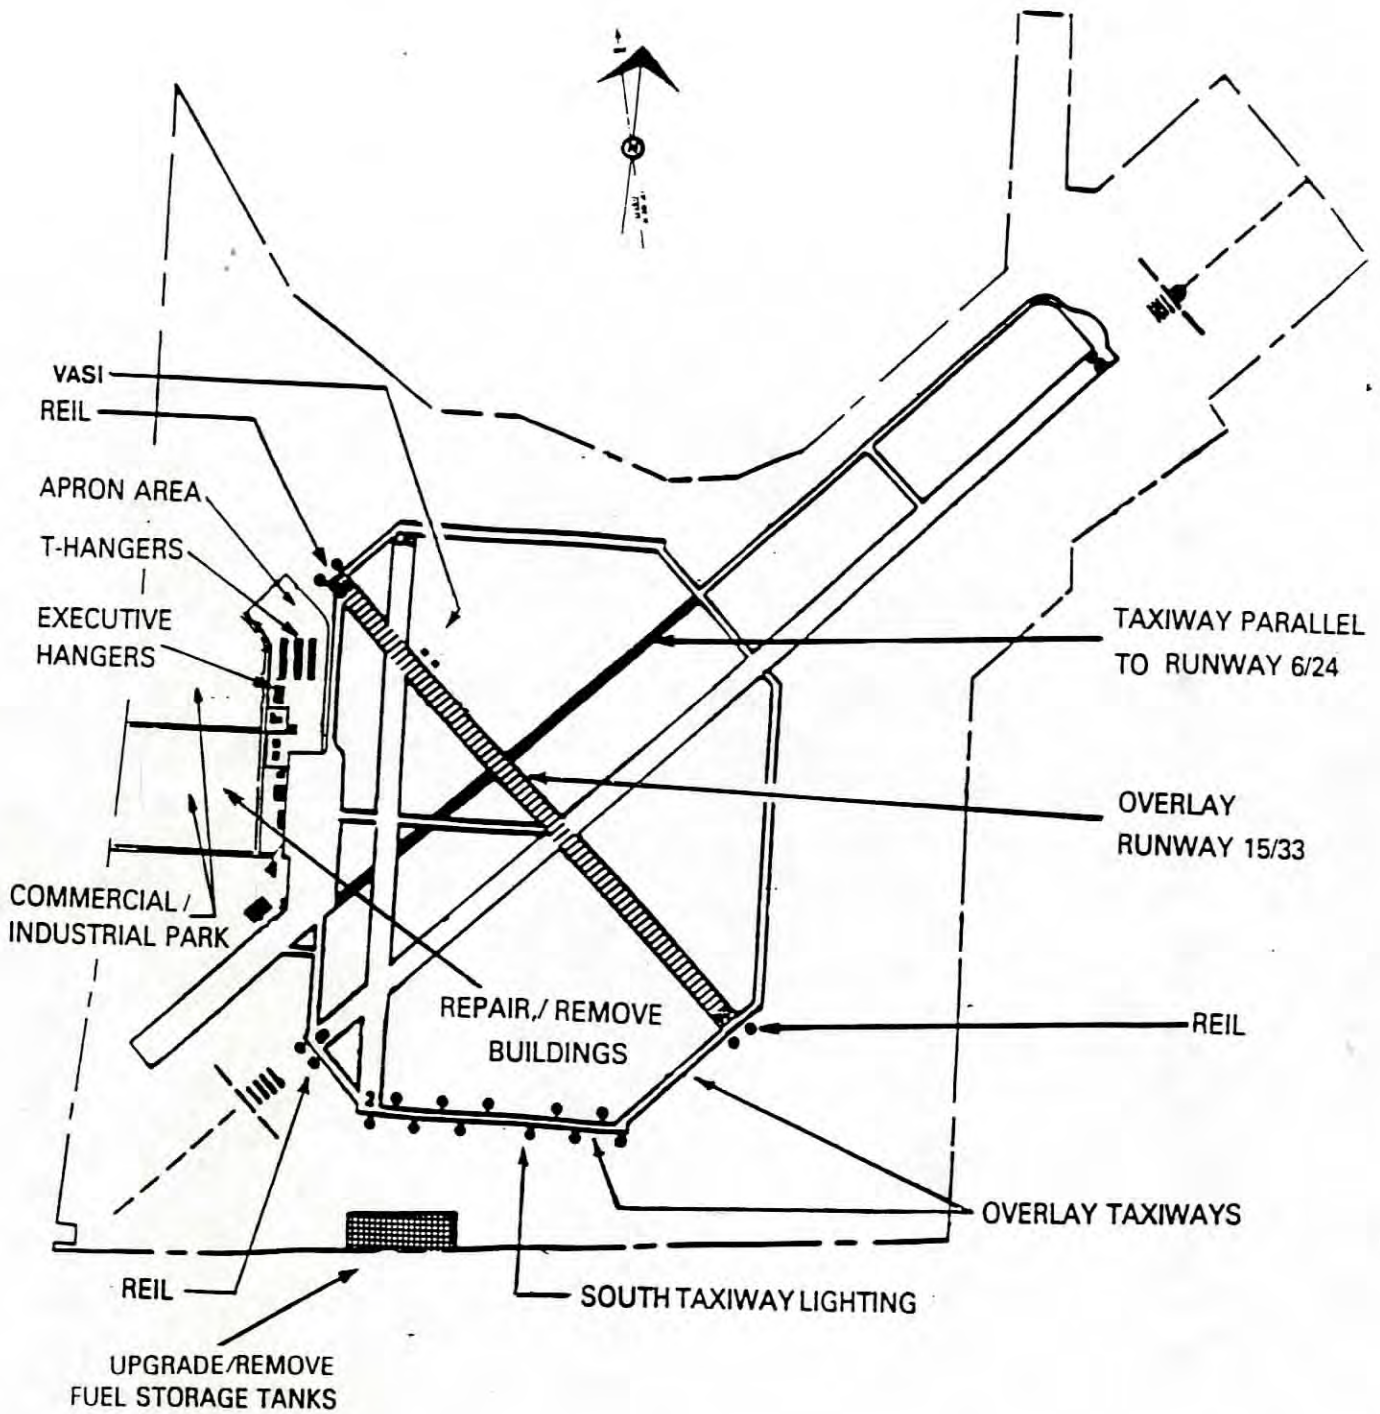 N
VASI
REIL
APRON AREA
T-HANGERS
EXECUTIVE
HANGERS
TAXIWAY PARALLEL
TO RUNWAY 6/24
OVERLAY
RUNWAY 15/33
COMMERCIAL /
INDUSTRIAL PARK
REPAIR,/ REMOVE
BUILDINGS
REIL
2
OVERLAY TAXIWAYS
REIL
SOUTH TAXIWAY LIGHTING
UPGRADE/REMOVE
FUEL STORAGE TANKS